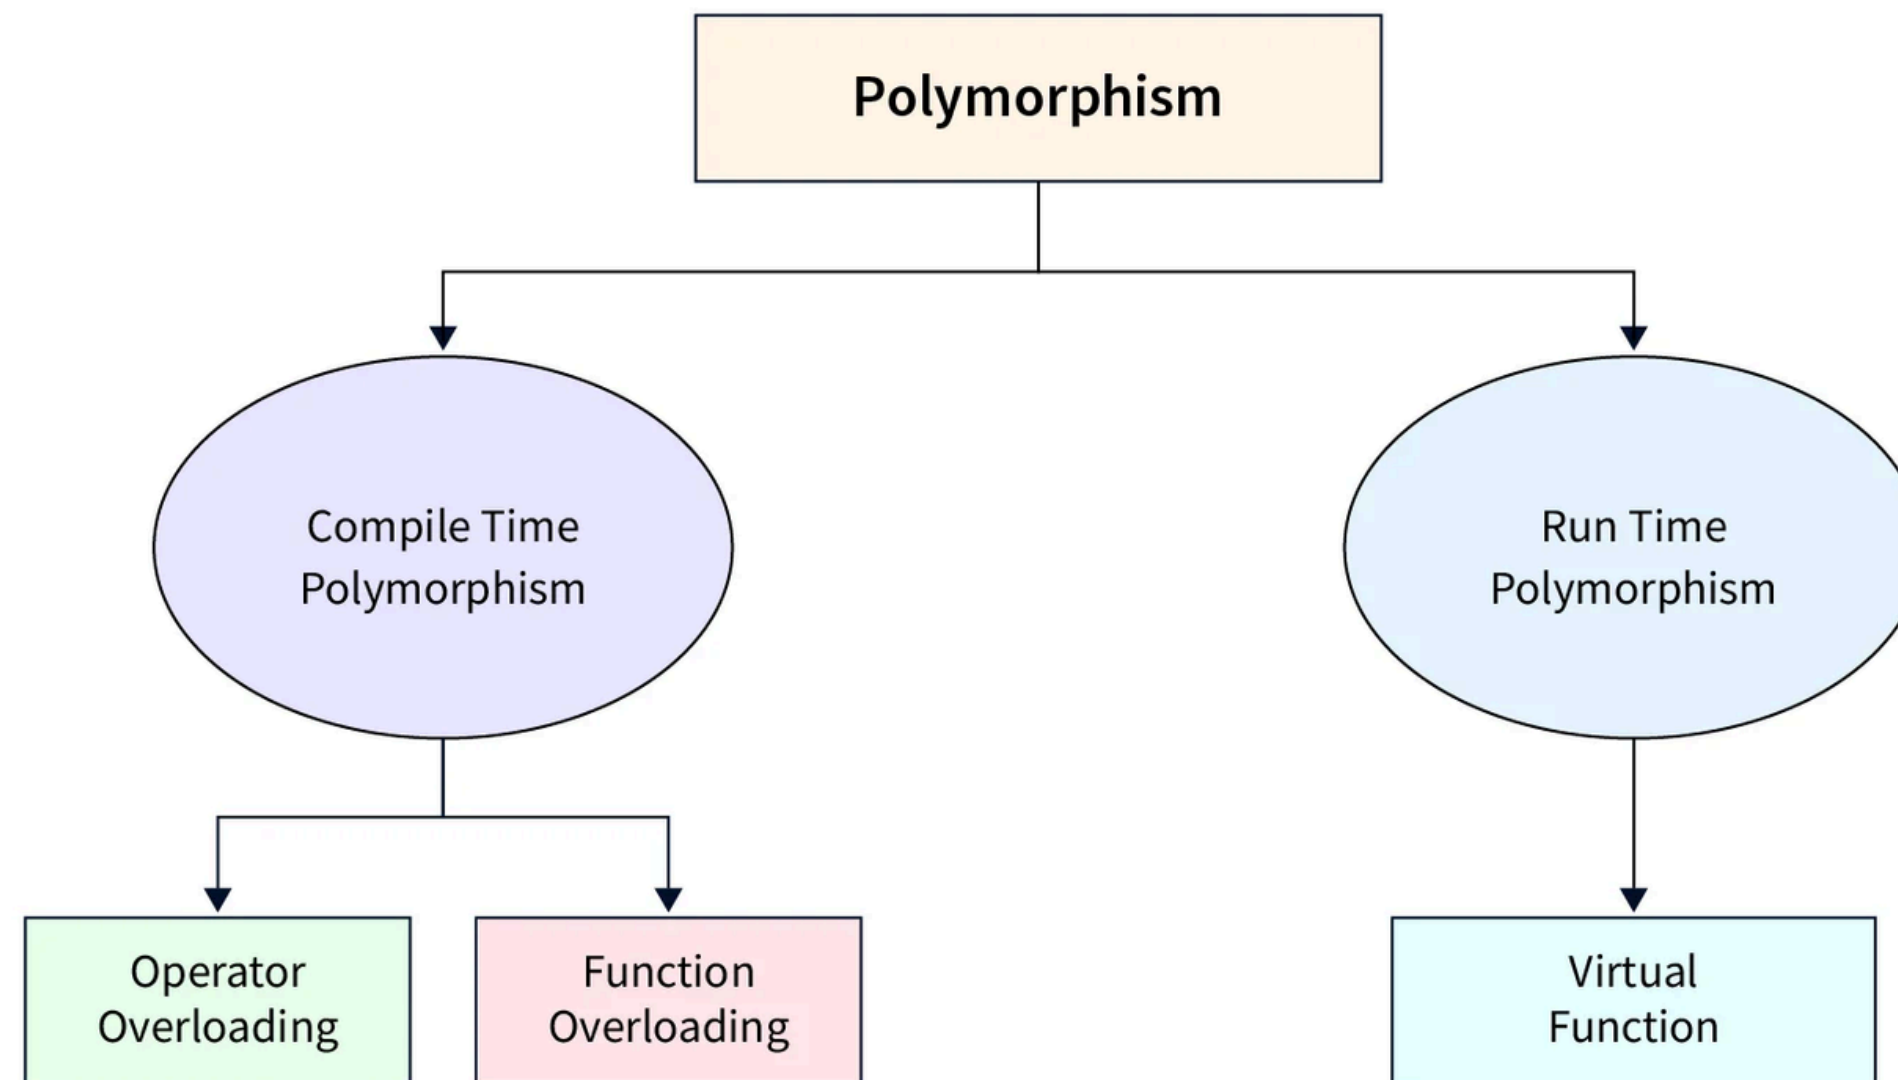 Polymorphism
Compile Time
Polymorphism
Run Time
Polymorphism
Operator
Overloading
Function
Overloading
Virtual
Function